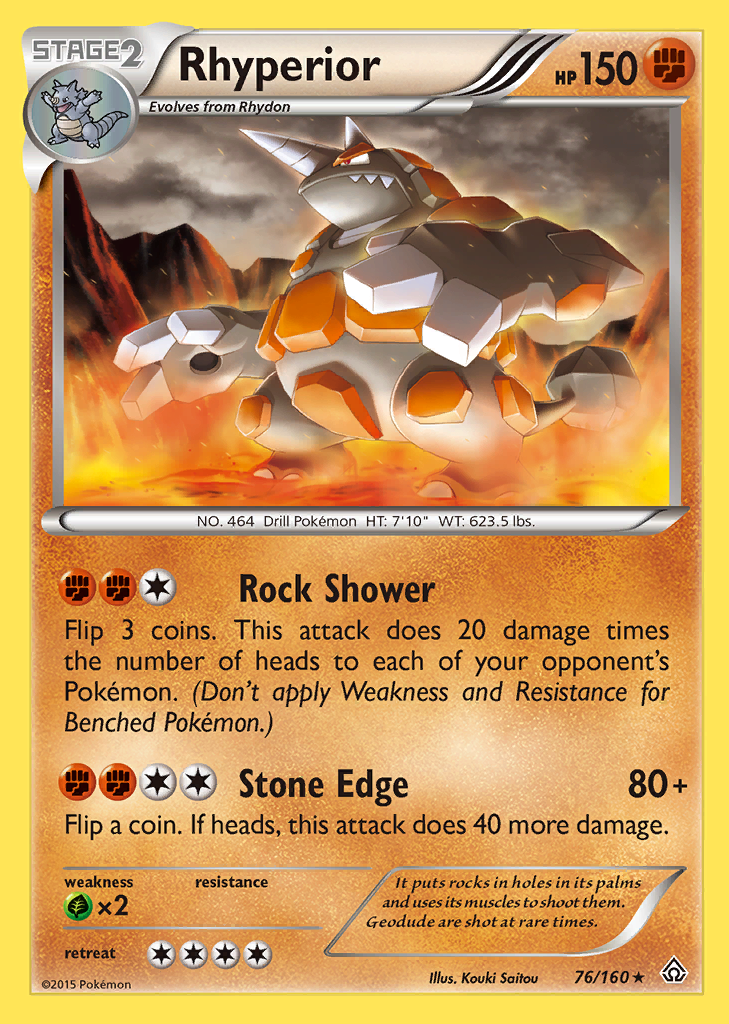 STAGE2
Rhyperior
HP150
Evolves from Rhydon
NO. 464 Drill Pokémon HT: 7'10" WT: 623.5 lbs.
Rock Shower
Flip 3 coins. This attack does 20 damage times
the number of heads to each of your opponent's
Pokémon. (Don't apply Weakness and Resistance for
Benched Pokémon.)
Stone Edge 80+
Flip a coin. If heads, this attack does 40 more damage.
weakness resistance
×2
It puts rocks in holes in its palms
and uses its muscles to shoot them.
Geodude are shot at rare times.
retreat
©2015 Pokémon
Illus. Kouki Saitou
76/160★